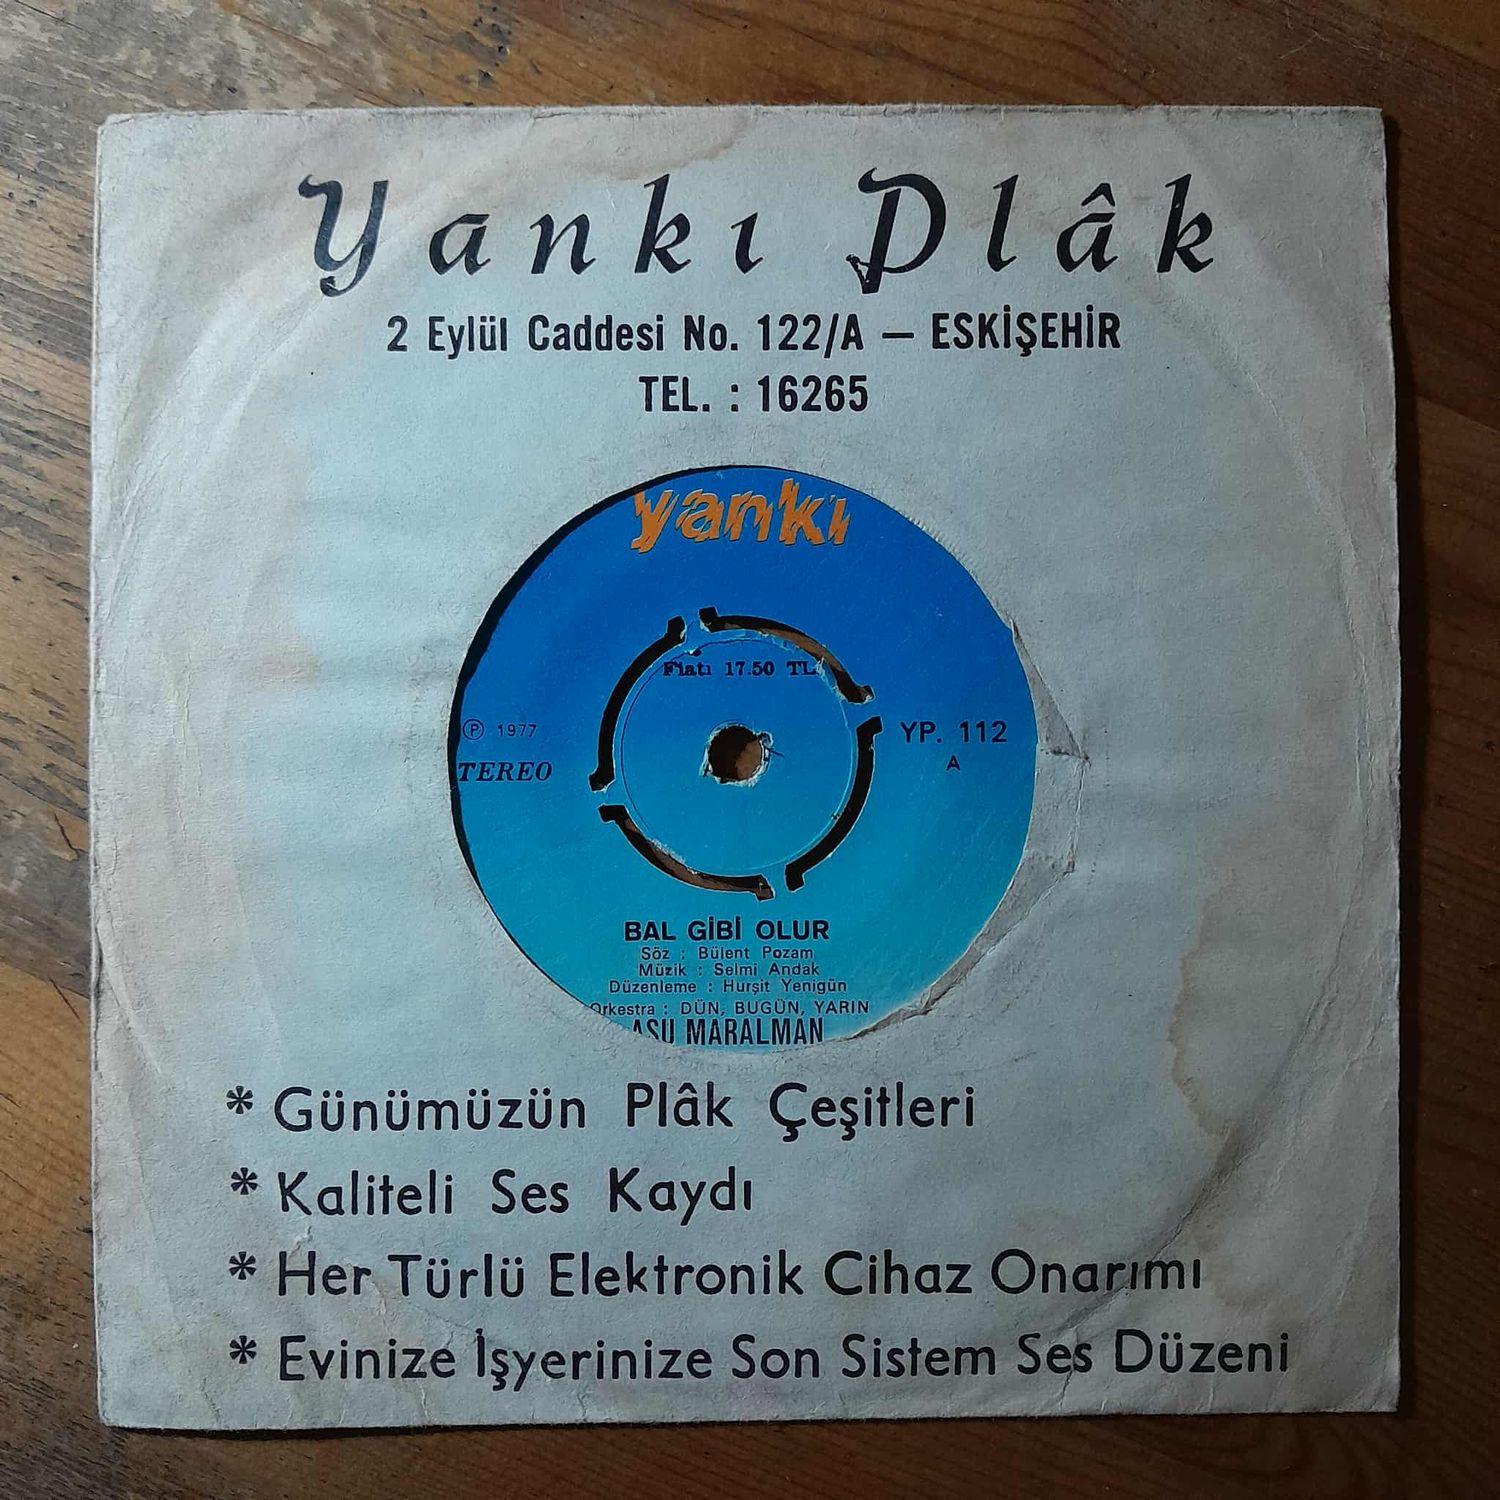 Yankı Plâk
2 Eylül Caddesi No. 122/A — ESKİŞEHİR
TEL. : 16265
yankı
Fiatı 17.50 TL
Ⓟ 1977
TEREO
YP. 112
A
BAL GİBİ OLUR
Söz : Bülent Pozam
Müzik : Selmi Andak
Düzenleme : Hurşit Yenigün
Orkestra : DÜN, BUGÜN, YARIN
ASU MARALMAN
* Günümüzün Plâk Çeşitleri
* Kaliteli Ses Kaydı
* Her Türlü Elektronik Cihaz Onarımı
* Evinize İşyerinize Son Sistem Ses Düzeni